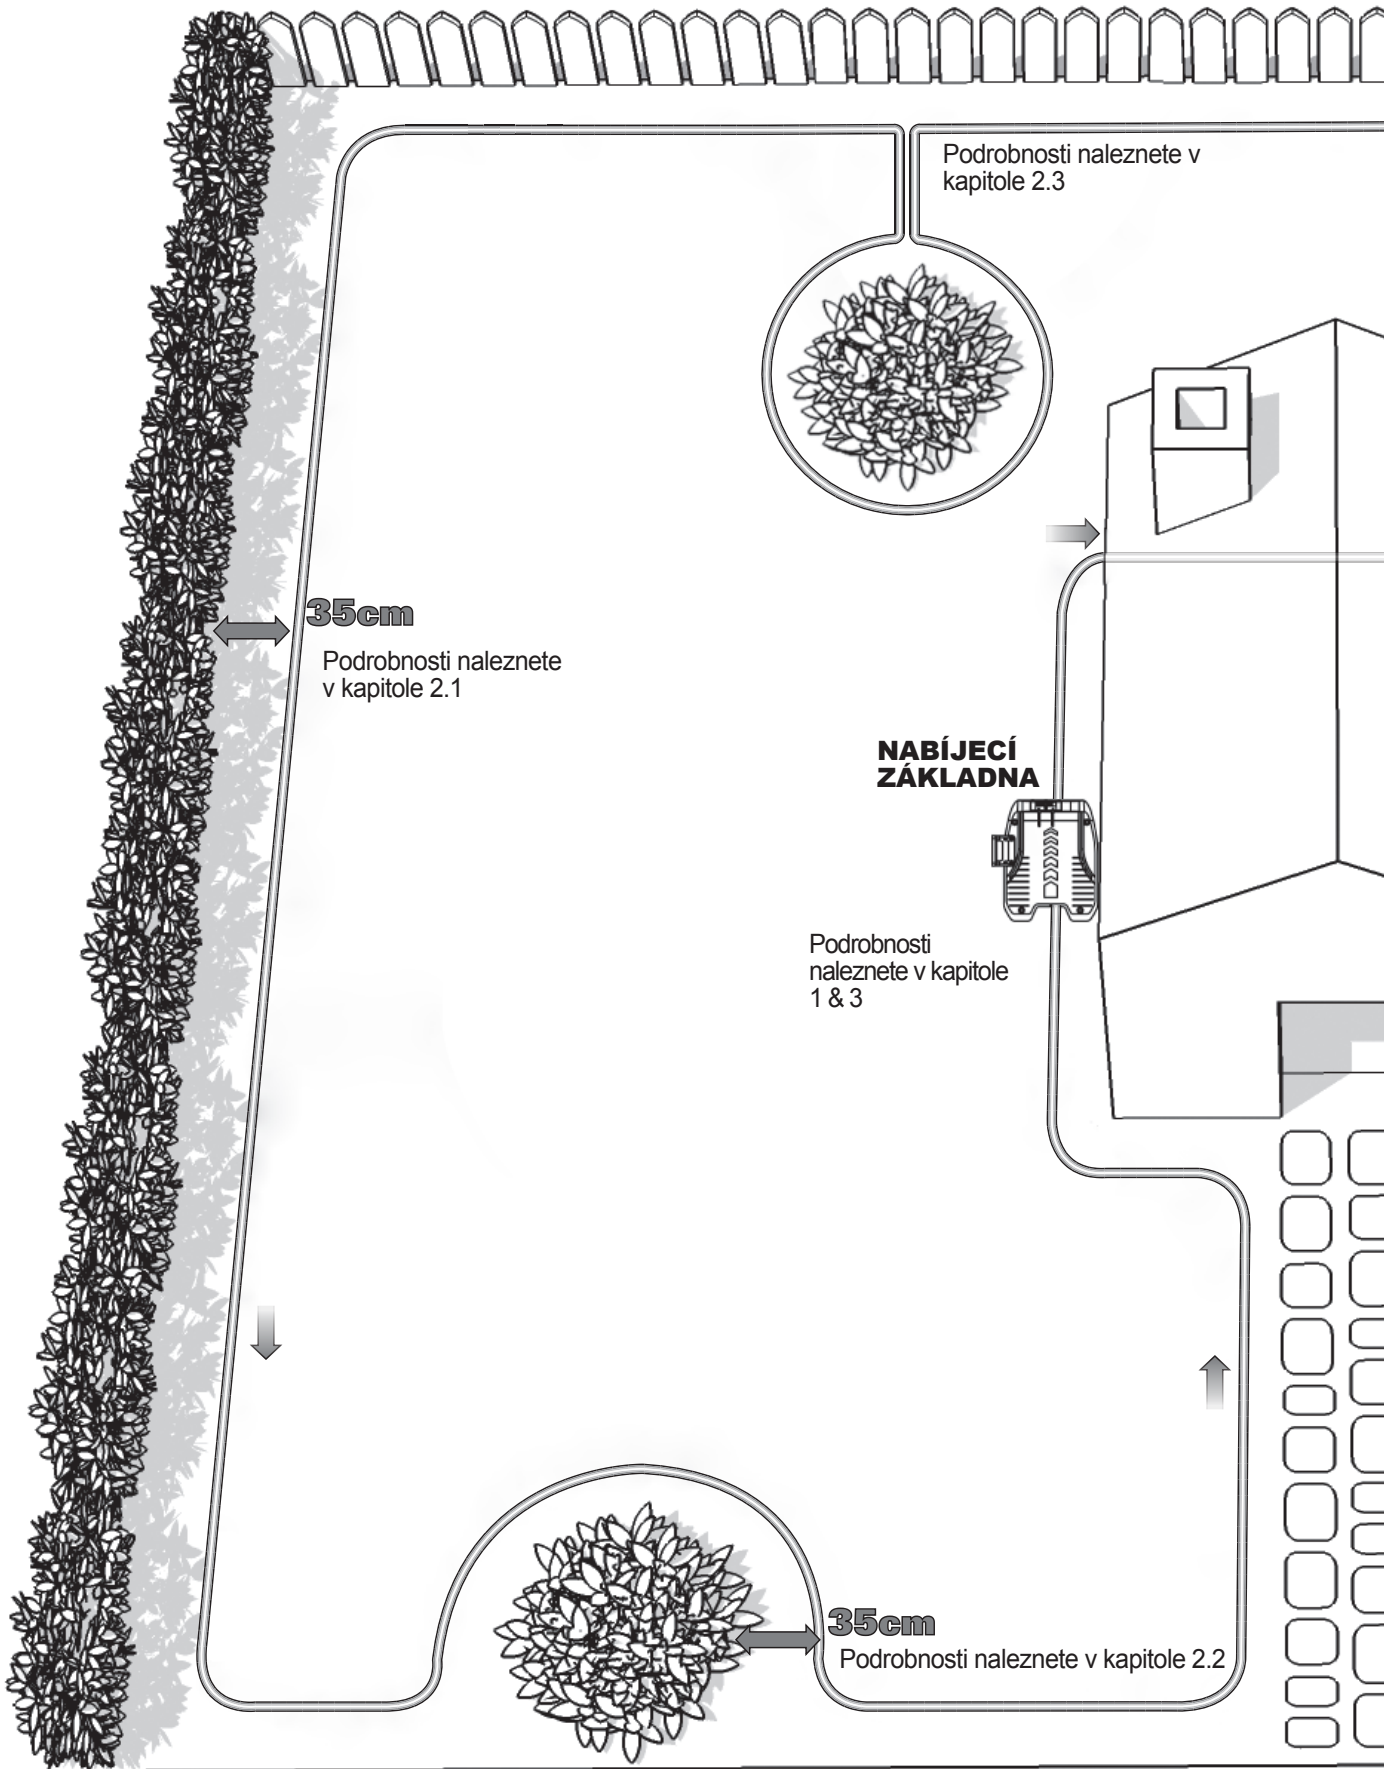 Podrobnosti naleznete v
kapitole 2.3
35cm
Podrobnosti naleznete
v kapitole 2.1
NABÍJECÍ
ZÁKLADNA
Podrobnosti
naleznete v kapitole
1 & 3
35cm
Podrobnosti naleznete v kapitole 2.2